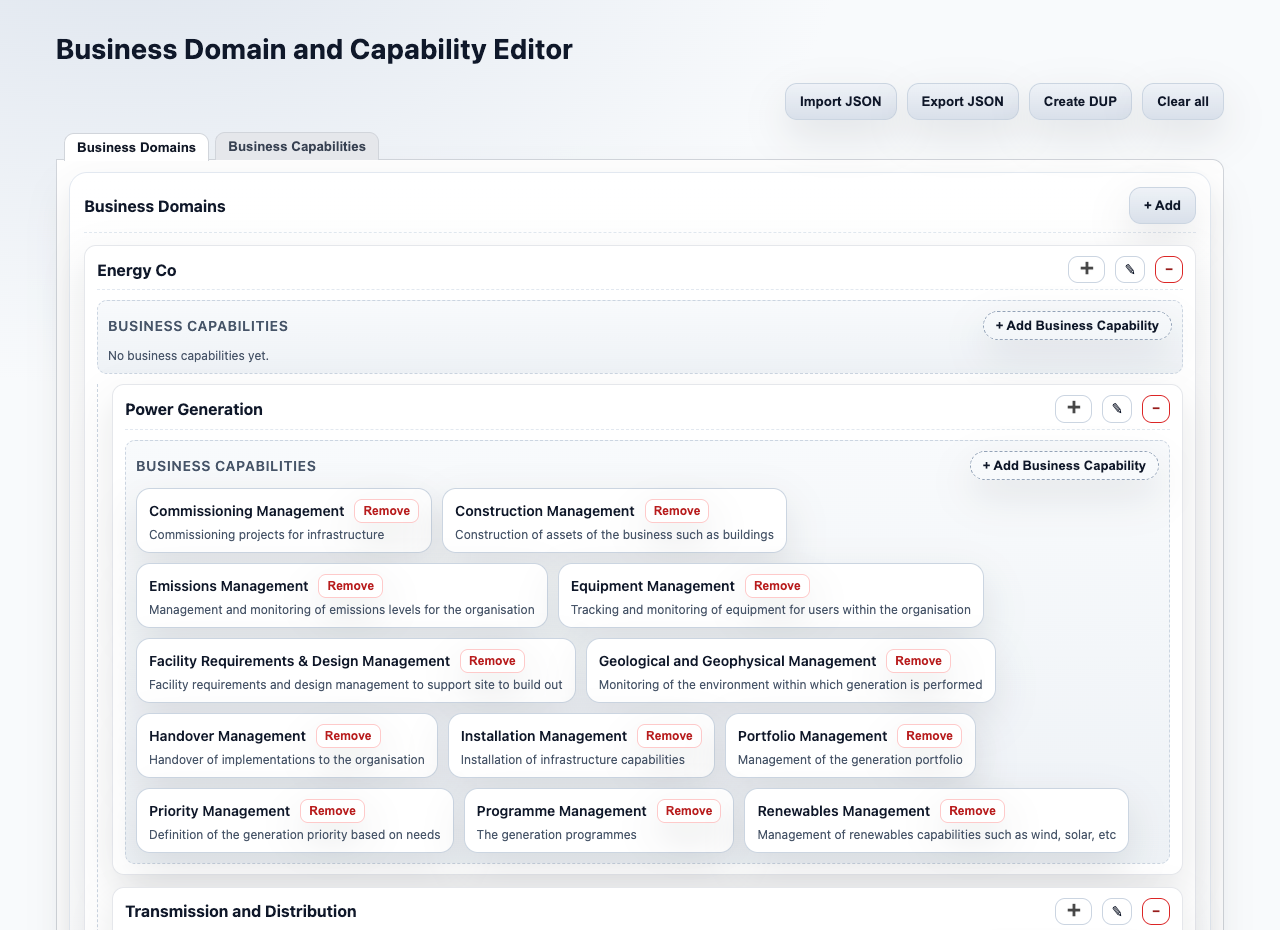 Business Domain and Capability Editor
Import JSON Export JSON Create DUP Clear all
Business Domains Business Capabilities
Business Domains + Add
Energy Co
BUSINESS CAPABILITIES + Add Business Capability
No business capabilities yet.
Power Generation
BUSINESS CAPABILITIES + Add Business Capability
Commissioning Management Remove
Commissioning projects for infrastructure
Construction Management Remove
Construction of assets of the business such as buildings
Emissions Management Remove
Management and monitoring of emissions levels for the organisation
Equipment Management Remove
Tracking and monitoring of equipment for users within the organisation
Facility Requirements & Design Management Remove
Facility requirements and design management to support site to build out
Geological and Geophysical Management Remove
Monitoring of the environment within which generation is performed
Handover Management Remove
Handover of implementations to the organisation
Installation Management Remove
Installation of infrastructure capabilities
Portfolio Management Remove
Management of the generation portfolio
Priority Management Remove
Definition of the generation priority based on needs
Programme Management Remove
The generation programmes
Renewables Management Remove
Management of renewables capabilities such as wind, solar, etc
Transmission and Distribution